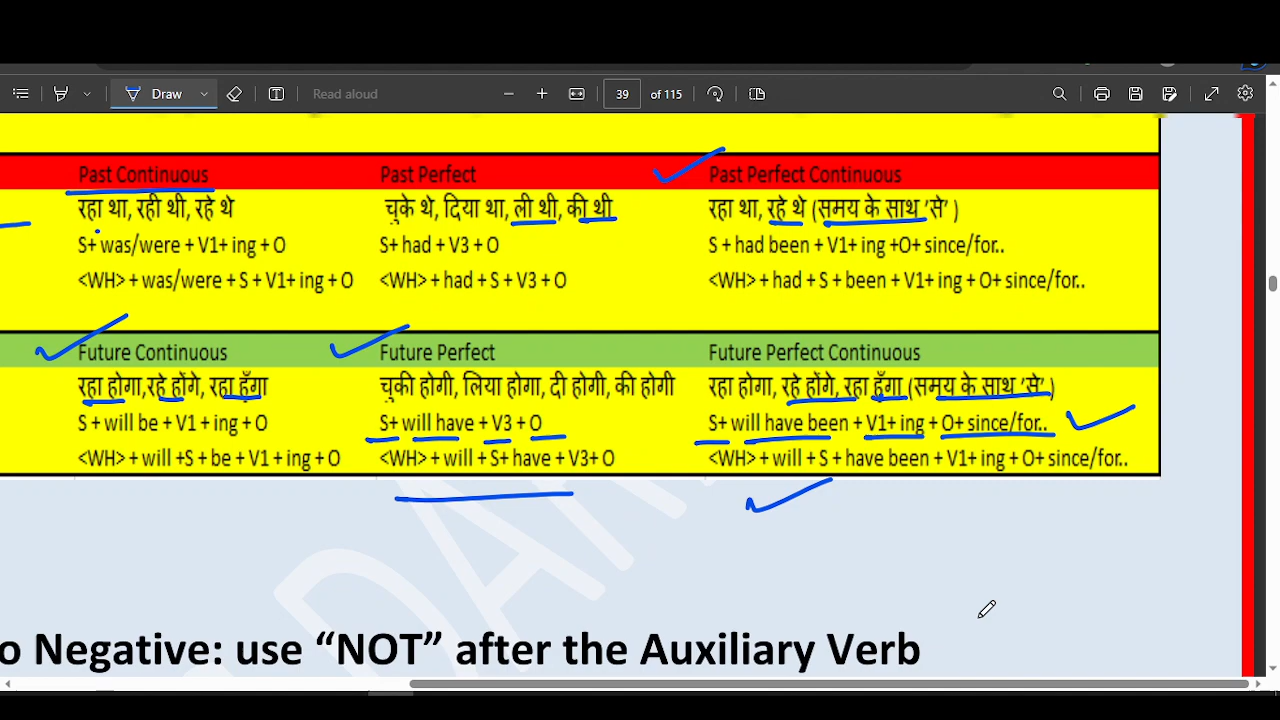 Draw
Read aloud
39 of 115
Past Continuous
Past Perfect
Past Perfect Continuous
रहा था, रही थी, रहे थे
चुके थे, दिया था, ली थी, की थी
रहा था, रहे थे (समय के साथ 'से' )
S+ was/were + V1+ ing + O
S+ had + V3 + O
S + had been + V1+ ing +O+ since/for..
<WH> + was/were + S + V1+ ing + O
<WH> + had + S + V3 + O
<WH> + had + S + been + V1+ ing + O+ since/for..
Future Continuous
Future Perfect
Future Perfect Continuous
रहा होगा,रहे होंगे, रहा हूँगा
चुकी होगी, लिया होगा, दी होगी, की होगी
रहा होगा, रहे होंगे, रहा हूँगा (समय के साथ 'से' )
S + will be + V1 + ing + O
S+ will have + V3 + O
S+ will have been + V1+ ing + O+ since/for..
<WH> + will +S + be + V1 + ing + O
<WH> + will + S+ have + V3+ O
<WH> + will + S + have been + V1+ ing + O+ since/for..
o Negative: use “NOT” after the Auxiliary Verb